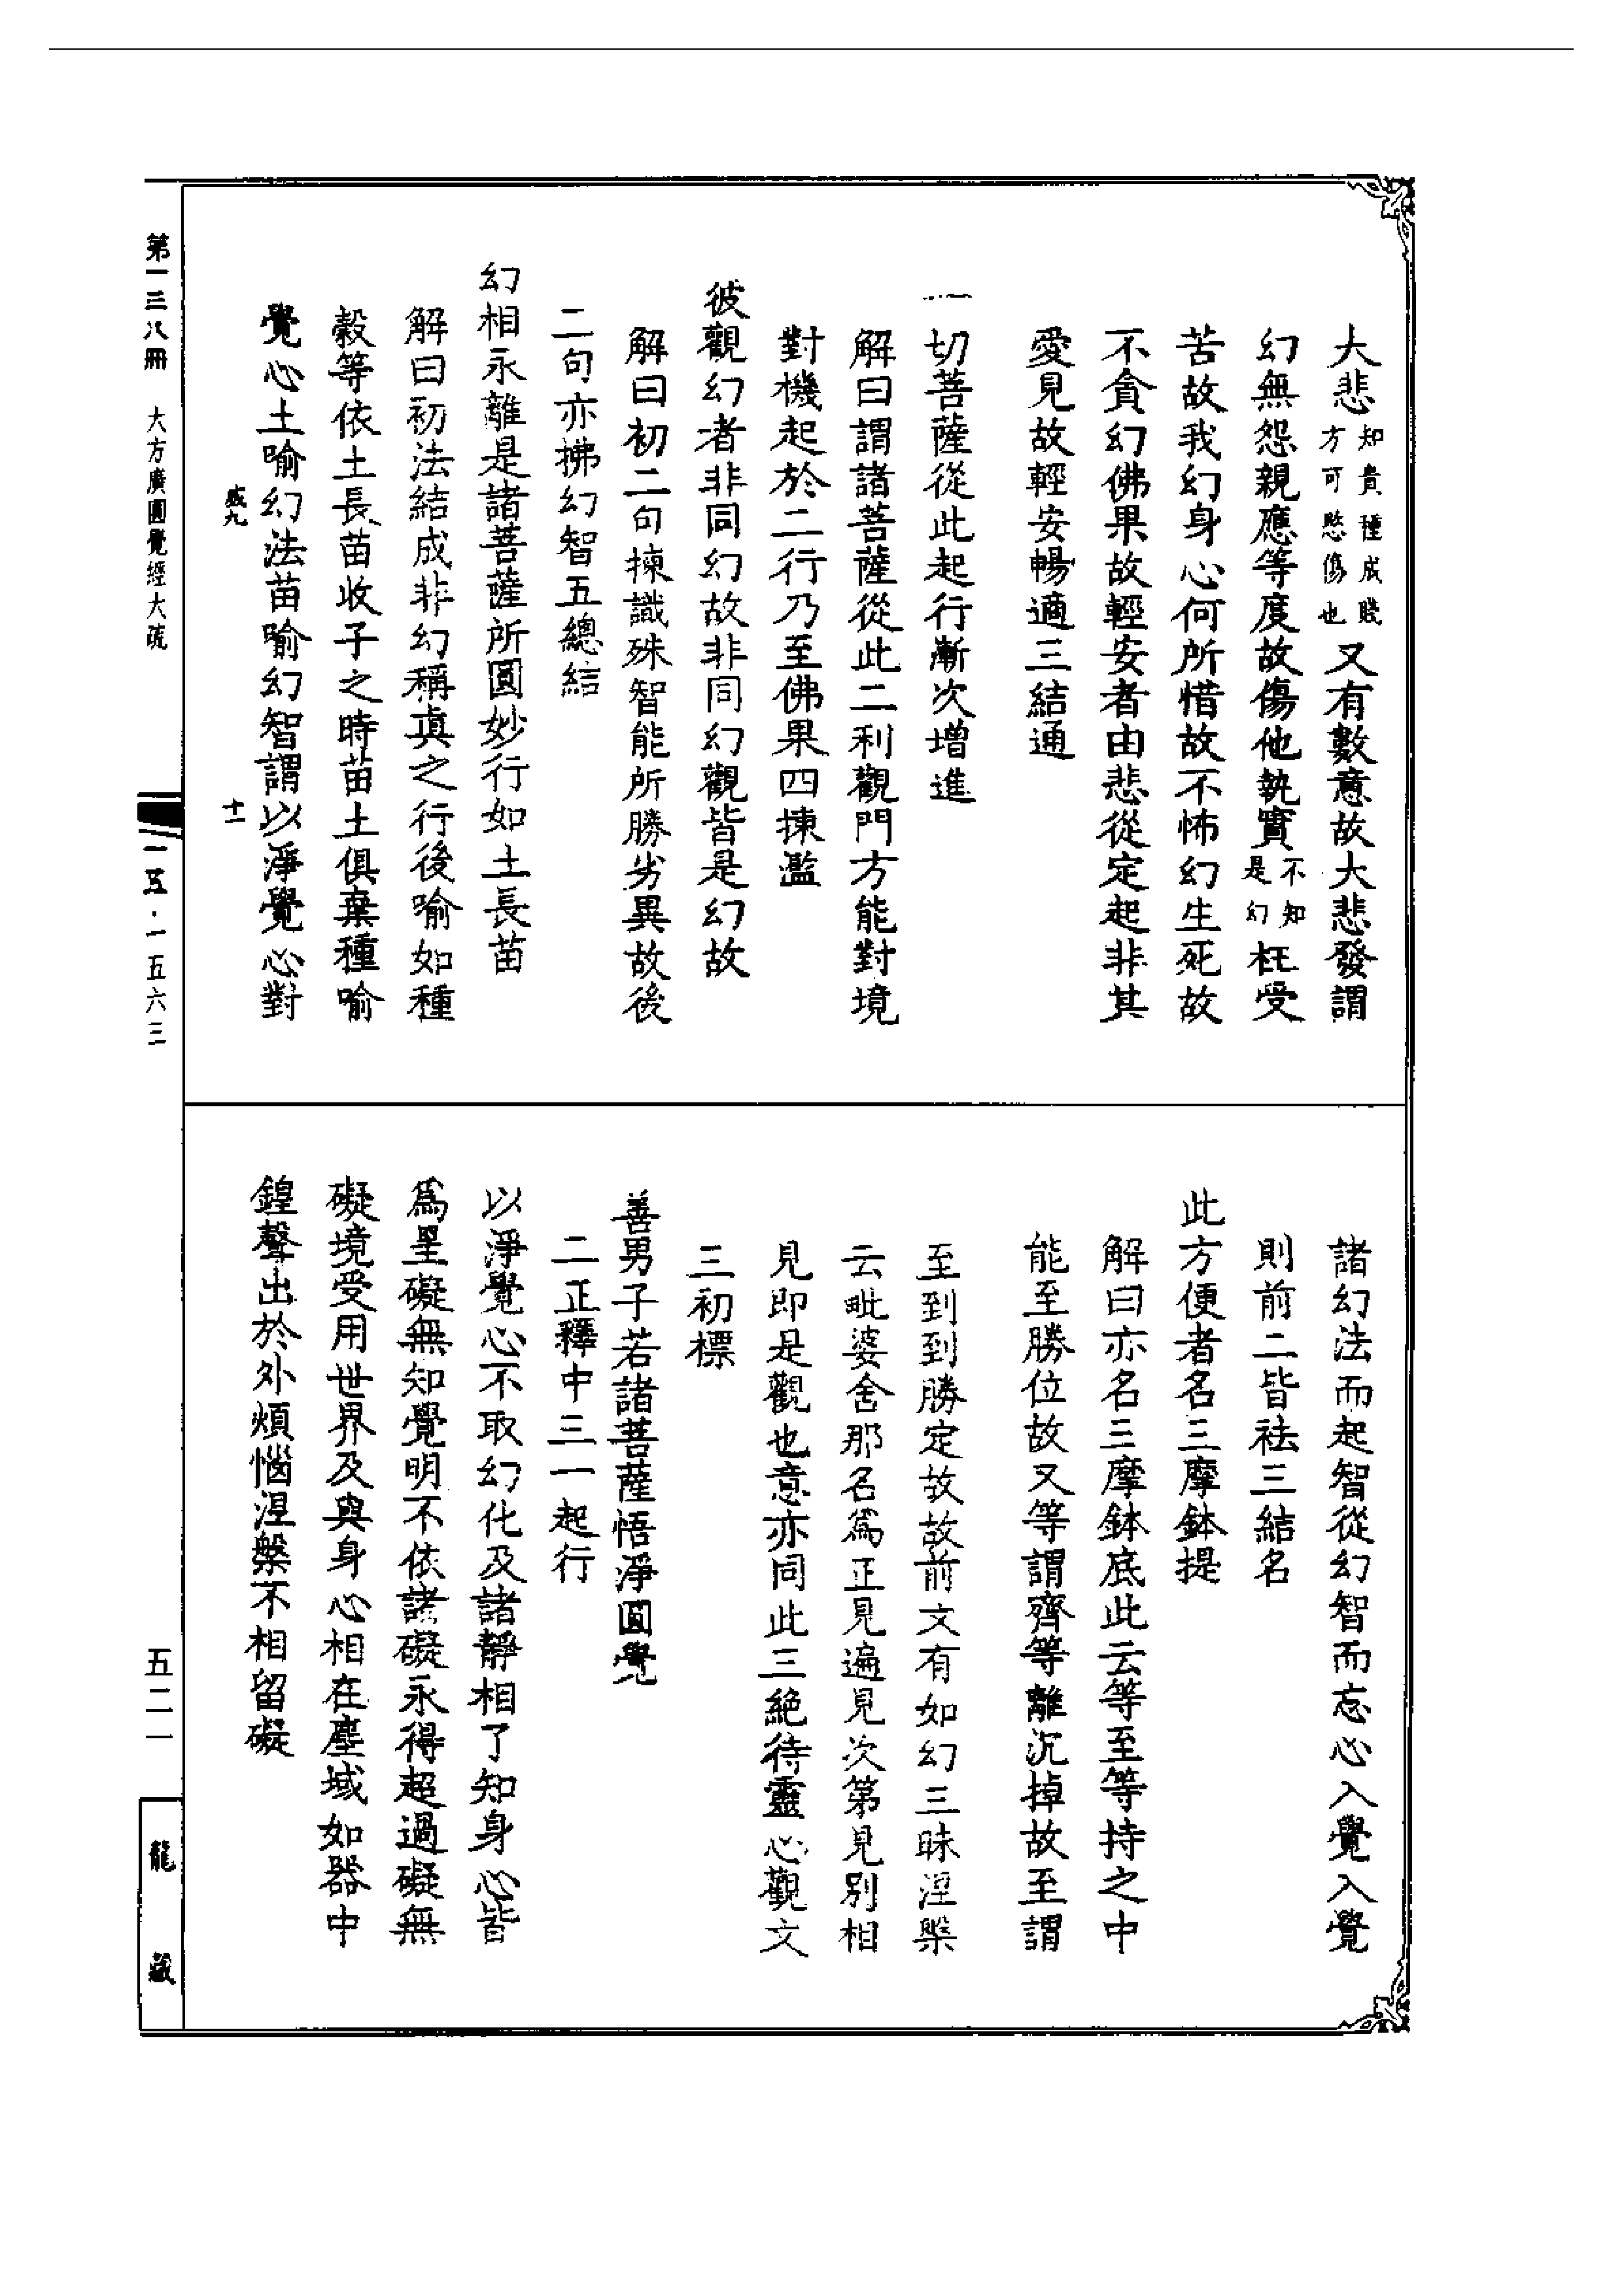 大悲知貴種成賤方可愍傷也又有數意故大悲發謂
幻無怨親應等度故傷他執實不知是幻枉受
苦故我幻身心何所惜故不怖幻生死故
不貪幻佛果故輕安者由悲從定起非其
愛見故輕安暢適三結通
一切菩薩從此起行漸次增進
解曰謂諸菩薩從此二利觀門方能對境
對機起於二行乃至佛果四揀濫
彼觀幻者非同幻故非同幻觀皆是幻故
解曰初二句揀識殊智能所勝劣異故後
二句亦拂幻智五總結
幻相永離是諸菩薩所圓妙行如土長苗
解曰初法結成非幻稱真之行後喻如種
穀等依土長苗收子之時苗土俱棄種喻
覺心土喻幻法苗喻幻智謂以淨覺心對
盛九
十一
諸幻法而起智從幻智而忘心入覺入覺
則前二皆祛三結名
此方便者名三摩鉢提
解曰亦名三摩鉢底此云等至等持之中
能至勝位故又等謂齊等離沉掉故至謂
至到到勝定故故前文有如幻三昧涅槃
云毗婆舍那名為正見遍見次第見別相
見即是觀也意亦同此三絕待靈心觀文
三初標
善男子若諸菩薩悟淨圓覺
二正釋中三一起行
以淨覺心不取幻化及諸靜相了知身心皆
為罣礙無知覺明不依諸礙永得超過礙無
礙境受用世界及與身心相在塵域如器中
鍠聲出於外煩惱涅槃不相留礙
第一三八冊 大方廣圓覺經大疏
一五·一五六三
五二一
龍藏